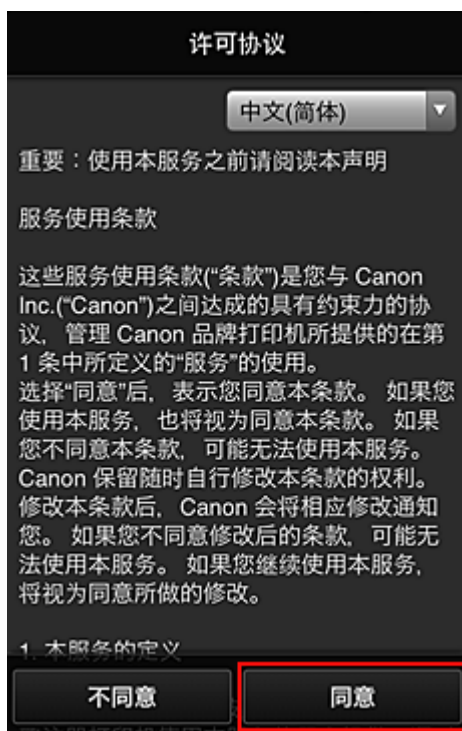 许可协议
中文(简体)
重要：使用本服务之前请阅读本声明
服务使用条款
这些服务使用条款(“条款”)是您与 Canon
Inc.(“Canon”)之间达成的具有约束力的协
议，管理 Canon 品牌打印机所提供的在第
1 条中所定义的“服务”的使用。
选择“同意”后，表示您同意本条款。 如果您
使用本服务，也将视为同意本条款。 如果
您不同意本条款，可能无法使用本服务。
Canon 保留随时自行修改本条款的权利。
修改本条款后，Canon 会将相应修改通知
您。 如果您不同意修改后的条款，可能无
法使用本服务。 如果您继续使用本服务，
将视为同意所做的修改。
1. 本服务的定义
不同意
同意